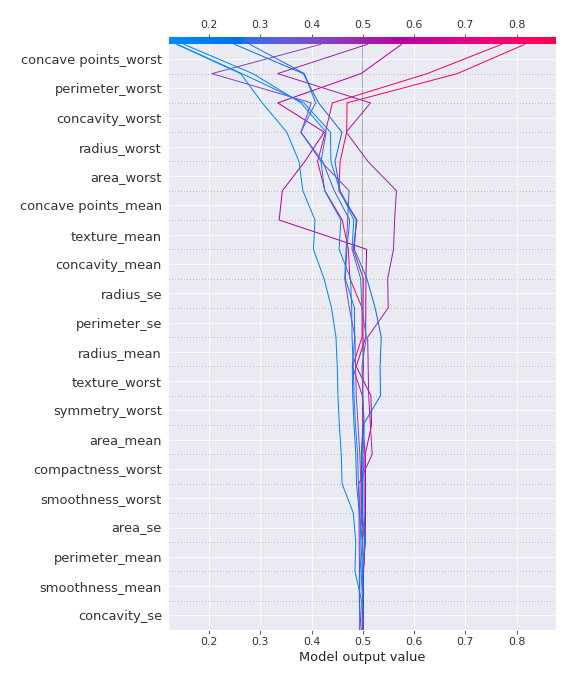 0.2 0.3 0.4 0.5 0.6 0.7 0.8
concave points_worst
perimeter_worst
concavity_worst
radius_worst
area_worst
concave points_mean
texture_mean
concavity_mean
radius_se
perimeter_se
radius_mean
texture_worst
symmetry_worst
area_mean
compactness_worst
smoothness_worst
area_se
perimeter_mean
smoothness_mean
concavity_se
0.2 0.3 0.4 0.5 0.6 0.7 0.8
Model output value